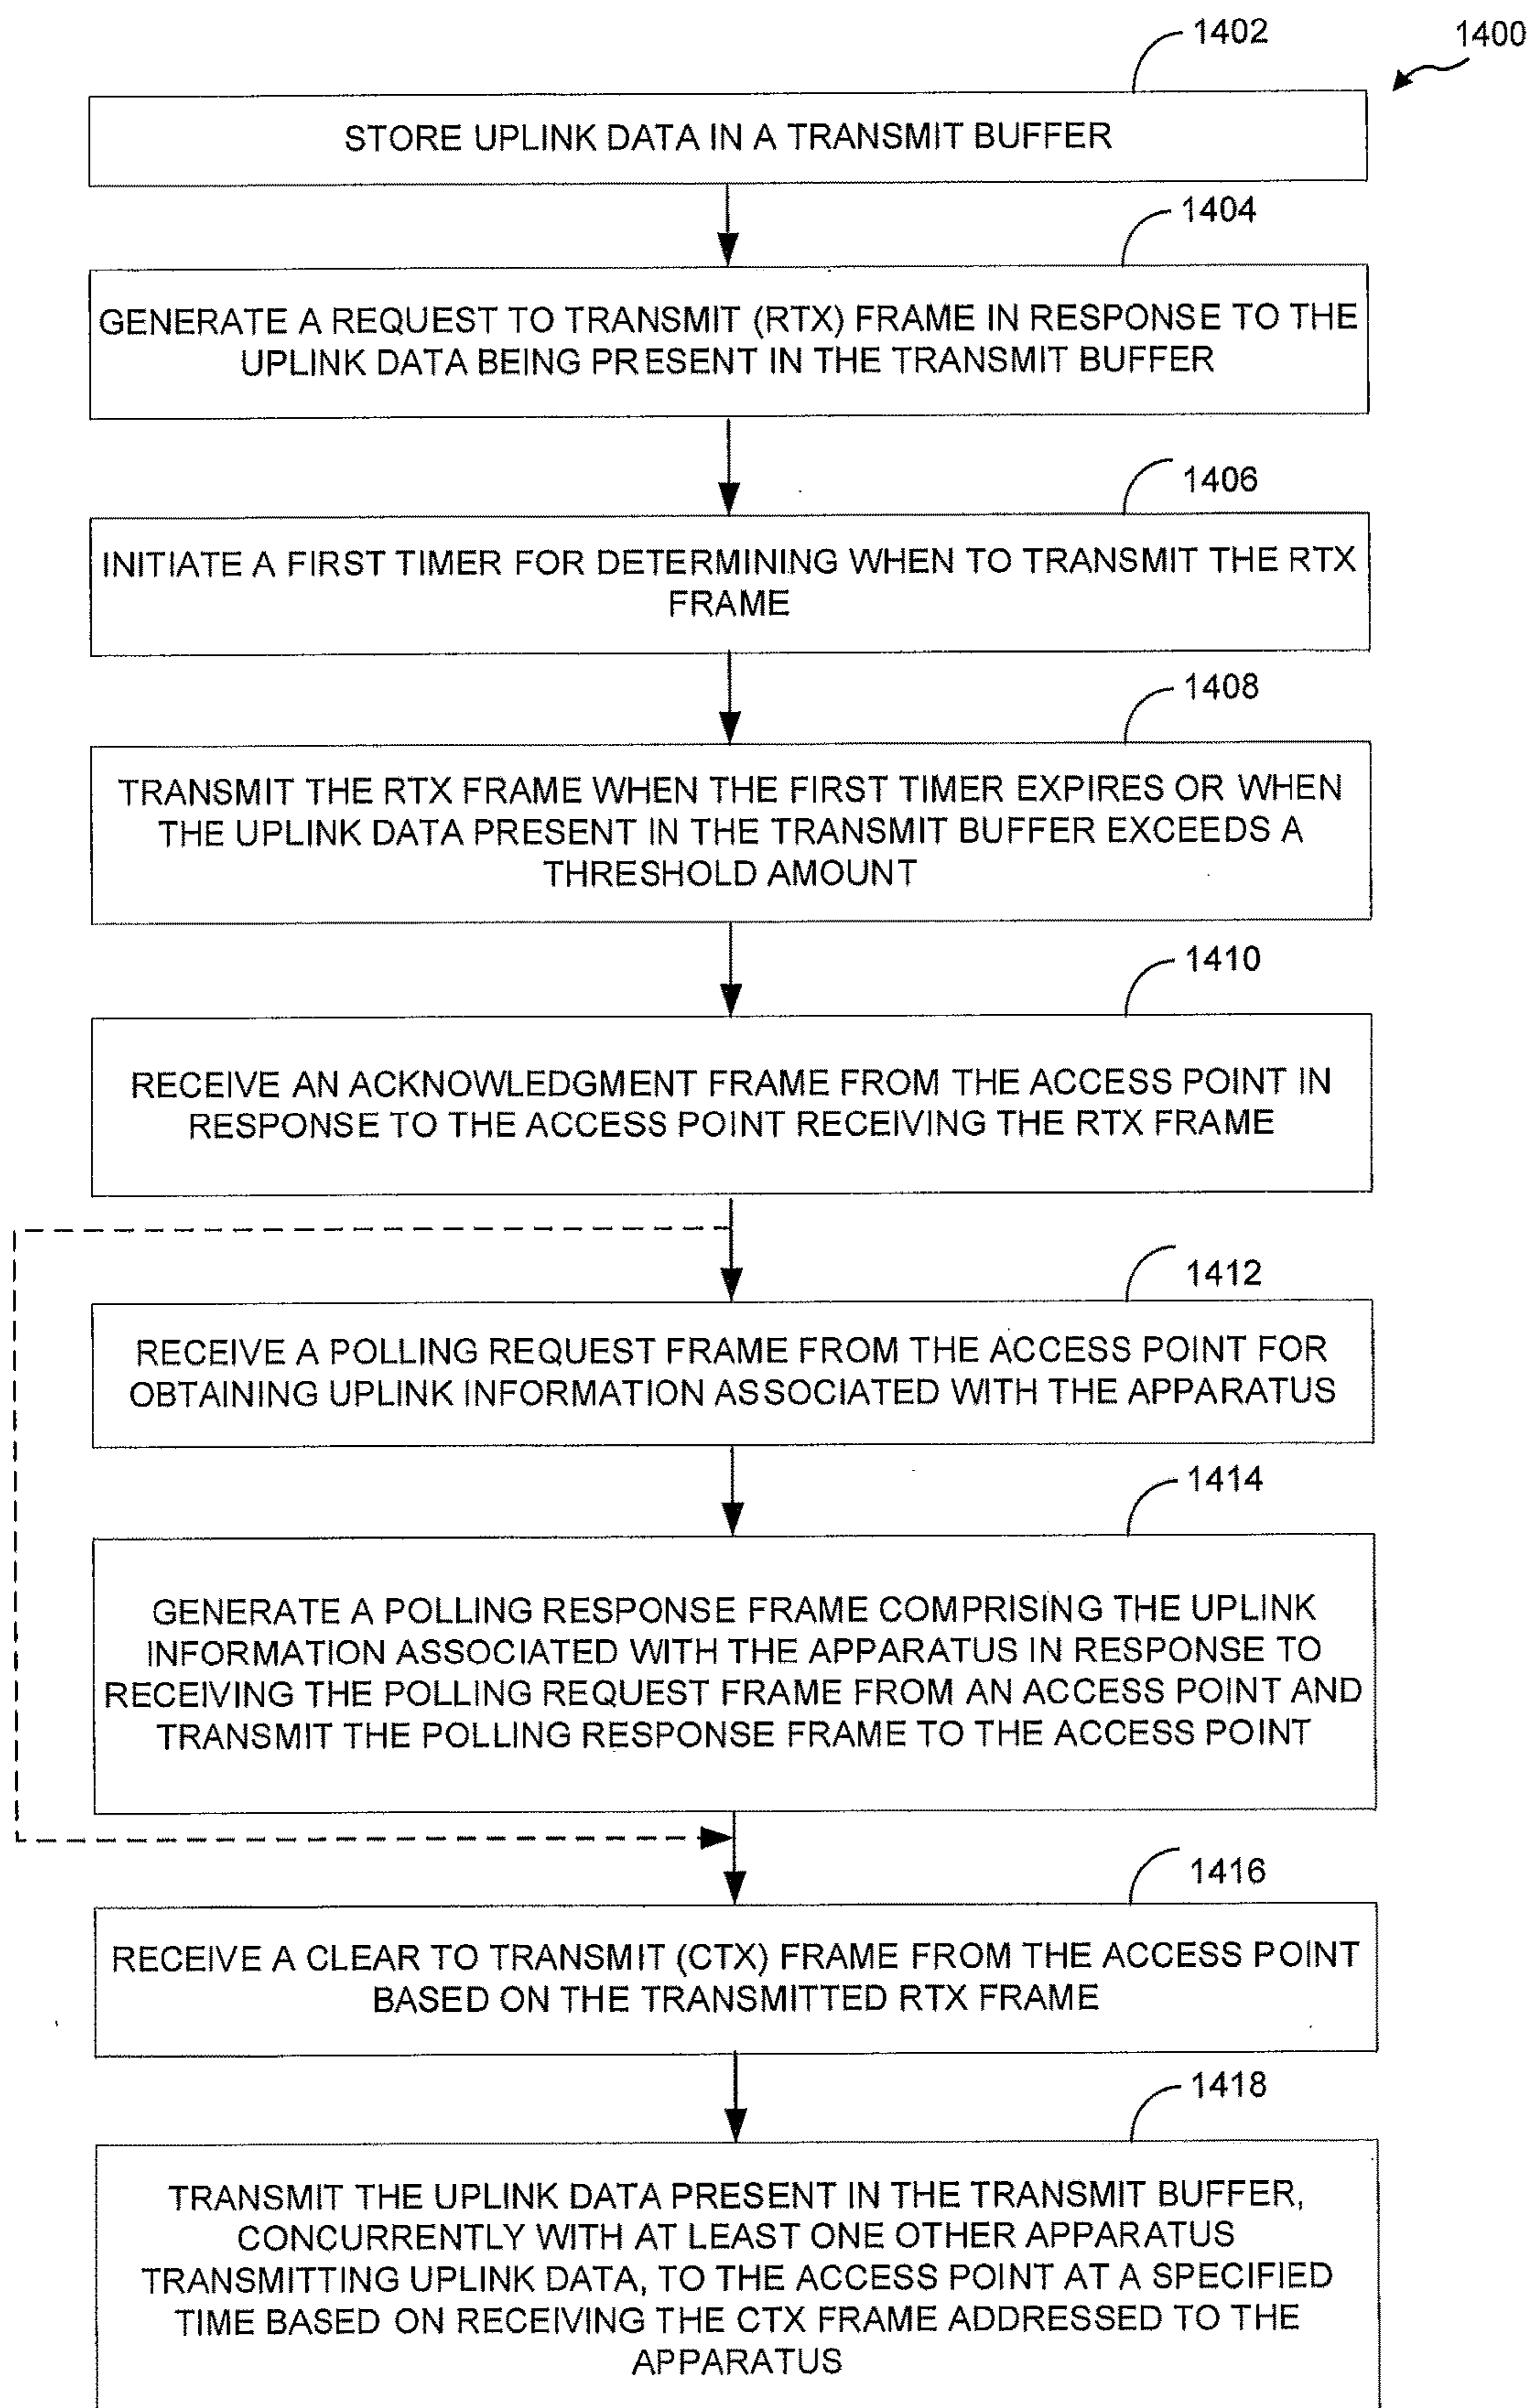 1402
1400
STORE UPLINK DATA IN A TRANSMIT BUFFER
1404
GENERATE A REQUEST TO TRANSMIT (RTX) FRAME IN RESPONSE TO THE
UPLINK DATA BEING PRESENT IN THE TRANSMIT BUFFER
1406
INITIATE A FIRST TIMER FOR DETERMINING WHEN TO TRANSMIT THE RTX
FRAME
1408
TRANSMIT THE RTX FRAME WHEN THE FIRST TIMER EXPIRES OR WHEN
THE UPLINK DATA PRESENT IN THE TRANSMIT BUFFER EXCEEDS A
THRESHOLD AMOUNT
1410
RECEIVE AN ACKNOWLEDGMENT FRAME FROM THE ACCESS POINT IN
RESPONSE TO THE ACCESS POINT RECEIVING THE RTX FRAME
1412
RECEIVE A POLLING REQUEST FRAME FROM THE ACCESS POINT FOR
OBTAINING UPLINK INFORMATION ASSOCIATED WITH THE APPARATUS
1414
GENERATE A POLLING RESPONSE FRAME COMPRISING THE UPLINK
INFORMATION ASSOCIATED WITH THE APPARATUS IN RESPONSE TO
RECEIVING THE POLLING REQUEST FRAME FROM AN ACCESS POINT AND
TRANSMIT THE POLLING RESPONSE FRAME TO THE ACCESS POINT
1416
RECEIVE A CLEAR TO TRANSMIT (CTX) FRAME FROM THE ACCESS POINT
BASED ON THE TRANSMITTED RTX FRAME
1418
TRANSMIT THE UPLINK DATA PRESENT IN THE TRANSMIT BUFFER,
CONCURRENTLY WITH AT LEAST ONE OTHER APPARATUS
TRANSMITTING UPLINK DATA, TO THE ACCESS POINT AT A SPECIFIED
TIME BASED ON RECEIVING THE CTX FRAME ADDRESSED TO THE
APPARATUS